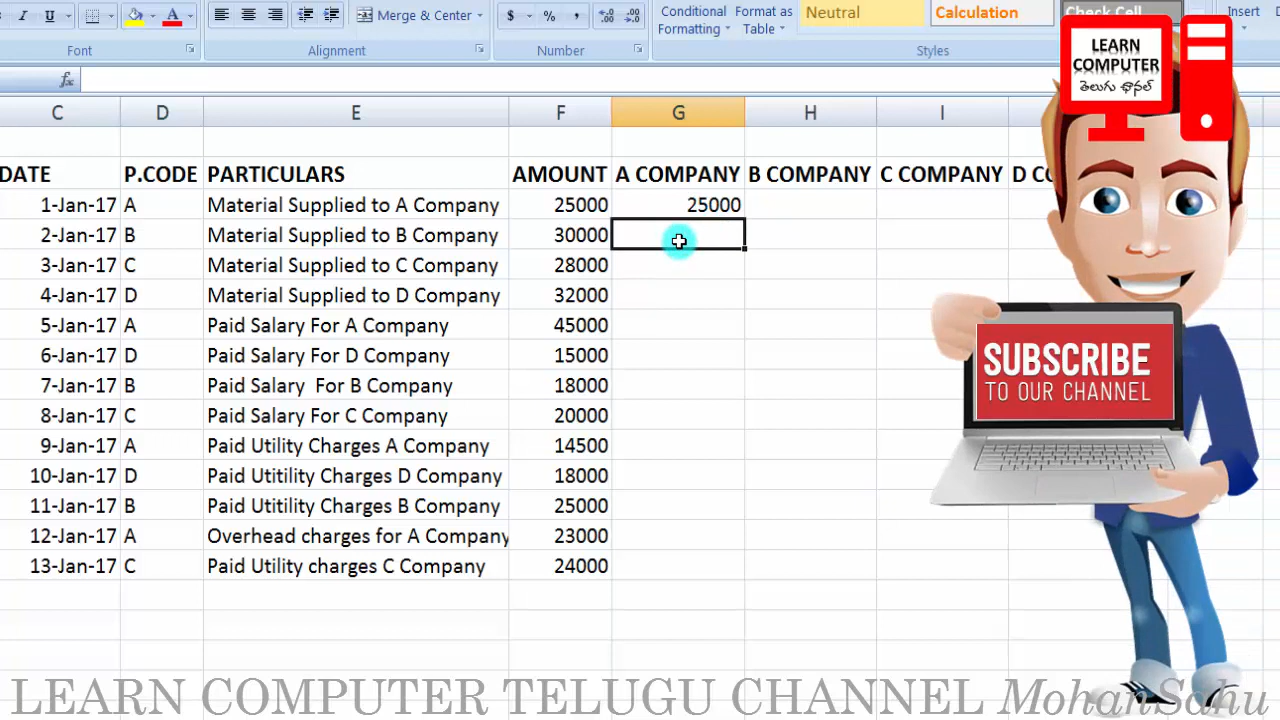 I U A Merge & Center $ % , Conditional Format as Neutral Calculation Check Cell Insert
Formatting Table
Font Alignment Number Styles
LEARN
COMPUTER
తెలుగు ఛానల్
fx
C D E F G H I
DATE P.CODE PARTICULARS AMOUNT A COMPANY B COMPANY C COMPANY D CO
1-Jan-17 A Material Supplied to A Company 25000 25000
2-Jan-17 B Material Supplied to B Company 30000
3-Jan-17 C Material Supplied to C Company 28000
4-Jan-17 D Material Supplied to D Company 32000
5-Jan-17 A Paid Salary For A Company 45000
6-Jan-17 D Paid Salary For D Company 15000
7-Jan-17 B Paid Salary For B Company 18000
8-Jan-17 C Paid Salary For C Company 20000
9-Jan-17 A Paid Utility Charges A Company 14500
10-Jan-17 D Paid Utitility Charges D Company 18000
11-Jan-17 B Paid Utitility Charges B Company 25000
12-Jan-17 A Overhead charges for A Company 23000
13-Jan-17 C Paid Utility charges C Company 24000
SUBSCRIBE
TO OUR CHANNEL
LEARN COMPUTER TELUGU CHANNEL MohanSahu